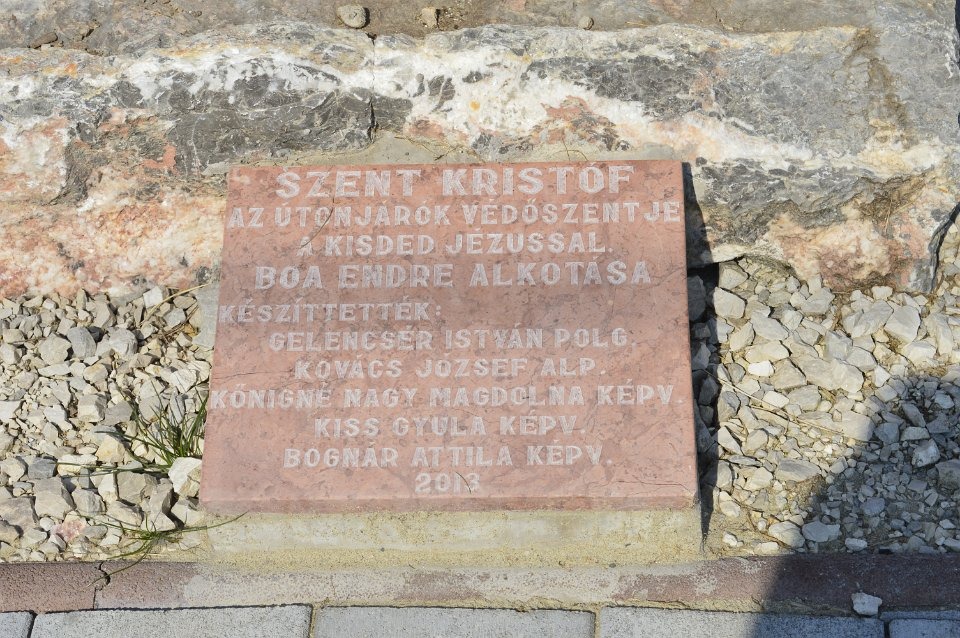 SZENT KRISTÓF
AZ ÚTONJÁRÓK VÉDŐSZENTJE
A KISDED JÉZUSSAL.
BOA ENDRE ALKOTÁSA
KÉSZÍTTETTÉK:
GELENCSÉR ISTVÁN POLG.
KOVÁCS JÓZSEF ALP.
KŐNIGNÉ NAGY MAGDOLNA KÉPV.
KISS GYULA KÉPV.
BOGNÁR ATTILA KÉPV.
2013